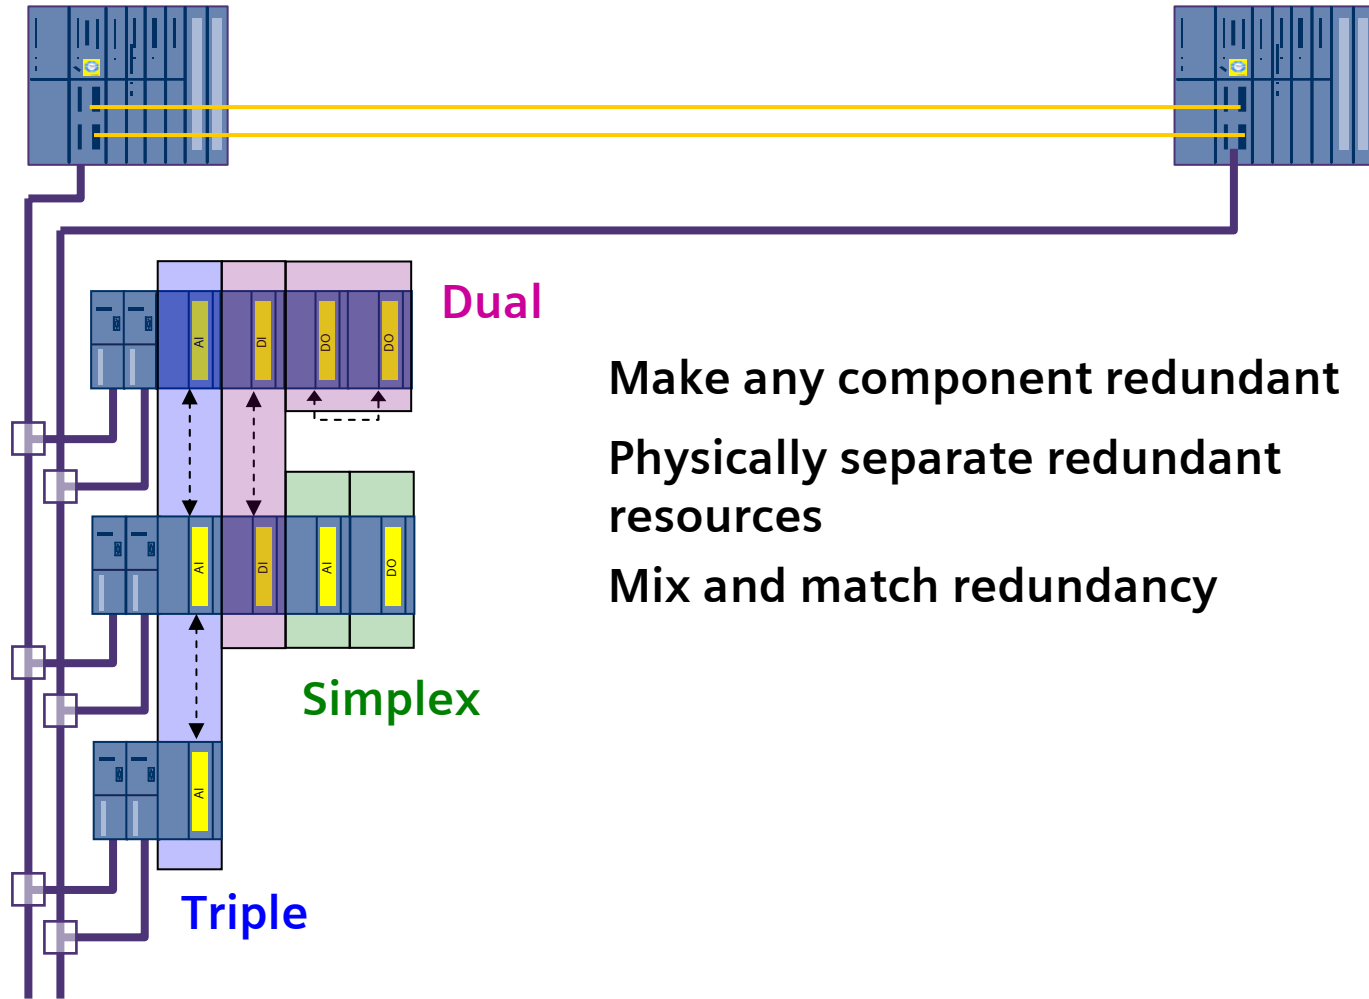 AI
DI
DO
DO
Dual
Make any component redundant
Physically separate redundant
resources
AI
DI
AI
DO
Mix and match redundancy
Simplex
AI
Triple